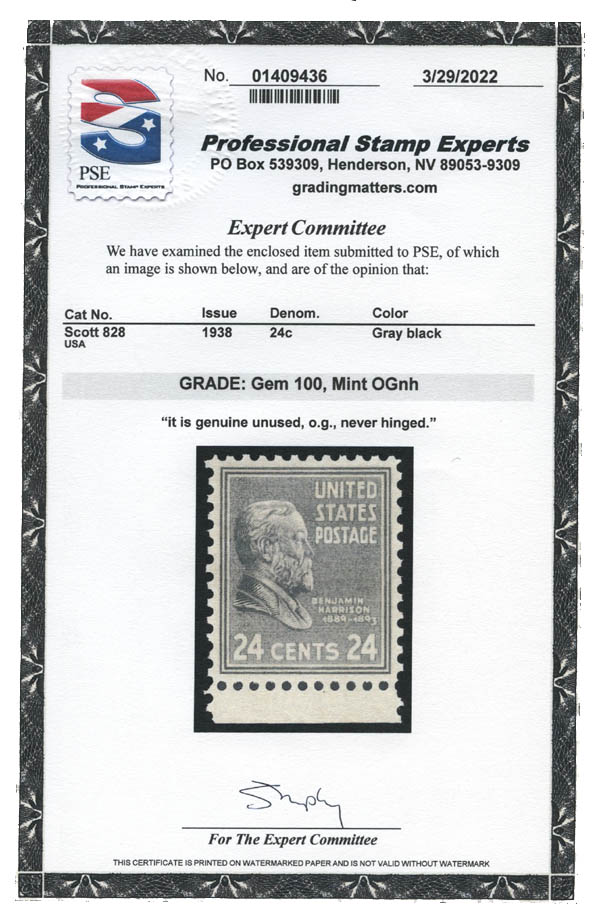 No. 01409436 3/29/2022
PSE
PROFESSIONAL STAMP EXPERTS
Professional Stamp Experts
PO Box 539309, Henderson, NV 89053-9309
gradingmatters.com
Expert Committee
We have examined the enclosed item submitted to PSE, of which
an image is shown below, and are of the opinion that:
Cat No. Issue Denom. Color
Scott 828 1938 24c Gray black
USA
GRADE: Gem 100, Mint OGnh
“it is genuine unused, o.g., never hinged.”
UNITED
STATES
POSTAGE
BENJAMIN
HARRISON
1889-1893
24 CENTS 24
For The Expert Committee
THIS CERTIFICATE IS PRINTED ON WATERMARKED PAPER AND IS NOT VALID WITHOUT WATERMARK